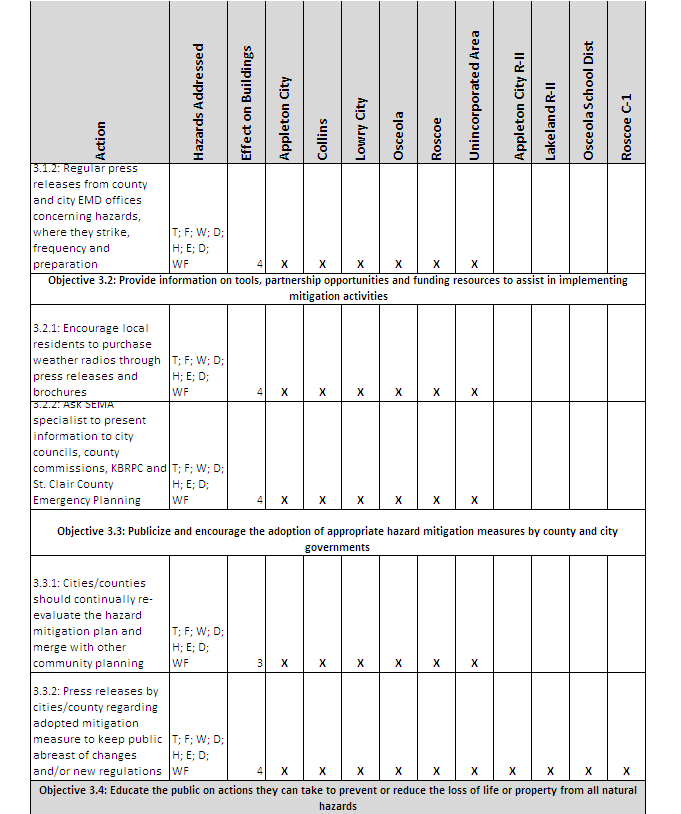 Action
Hazards Addressed
Effect on Buildings
Appleton City
Collins
Lowry City
Osceola
Roscoe
Unincorporated Area
Appleton City R-II
Lakeland R-II
Osceola School Dist
Roscoe C-1
3.1.2: Regular press
releases from county
and city EMD offices
concerning hazards,
where they strike,
frequency and
preparation
T; F; W; D;
H; E; D;
WF
4 X X X X X X
Objective 3.2: Provide information on tools, partnership opportunities and funding resources to assist in implementing
mitigation activities
3.2.1: Encourage local
residents to purchase
weather radios through
press releases and
brochures
T; F; W; D;
H; E; D;
WF
4 X X X X X X
3.2.2: Ask SEMA
specialist to present
information to city
councils, county
commissions, KBRPC and
St. Clair County
Emergency Planning
T; F; W; D;
H; E; D;
WF
4 X X X X X X
Objective 3.3: Publicize and encourage the adoption of appropriate hazard mitigation measures by county and city
governments
3.3.1: Cities/counties
should continually re-
evaluate the hazard
mitigation plan and
merge with other
community planning
T; F; W; D;
H; E; D;
WF
3 X X X X X X
3.3.2: Press releases by
cities/county regarding
adopted mitigation
measure to keep public
abreast of changes
and/or new regulations
T; F; W; D;
H; E; D;
WF
4 X X X X X X X X X X
Objective 3.4: Educate the public on actions they can take to prevent or reduce the loss of life or property from all natural
hazards